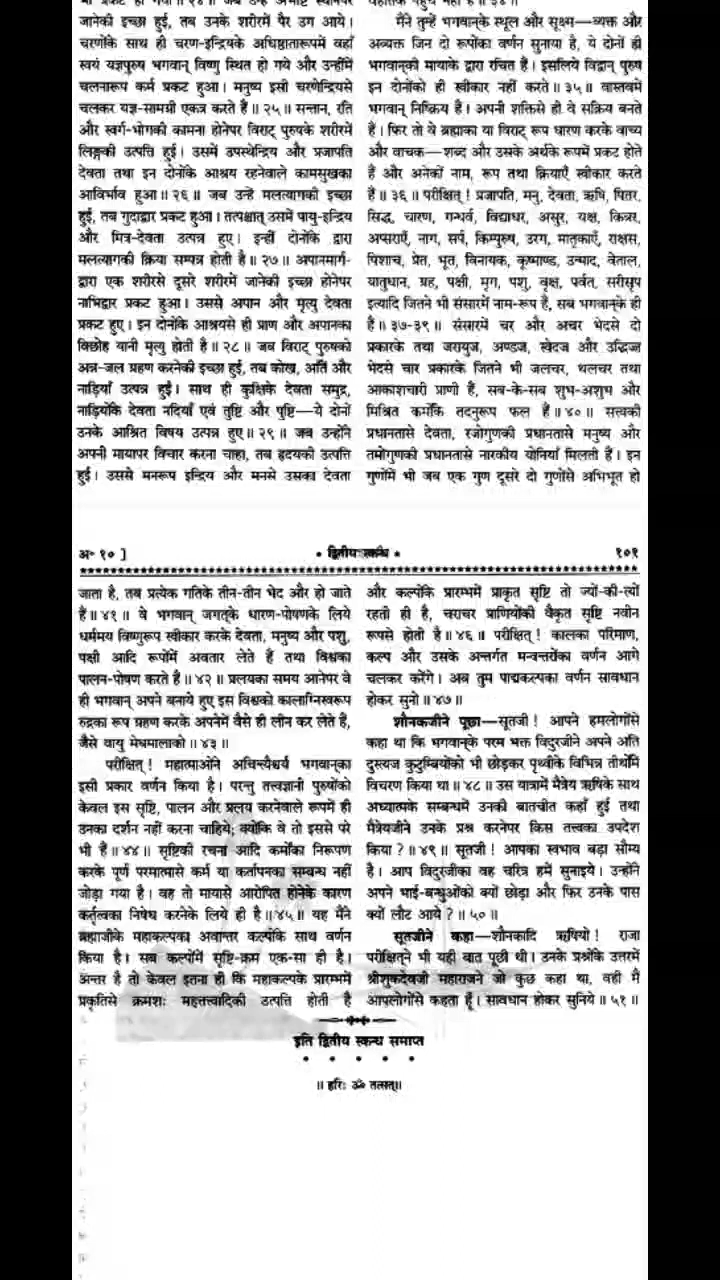 जानेकी इच्छा हुई, तब उनके शरीरमें पैर उग आये।
चरणोंके साथ ही चरण-इन्द्रियके अधिष्ठातारूपमें वहाँ
स्वयं यज्ञपुरुष भगवान् विष्णु स्थित हो गये और उन्हींमें
चलनारूप कर्म प्रकट हुआ। मनुष्य इसी चरणेन्द्रियसे
चलकर यज्ञ-सामग्री एकत्र करते हैं॥२५॥ सन्तान, रति
और स्वर्ग-भोगकी कामना होनेपर विराट् पुरुषके शरीरमें
लिङ्गकी उत्पत्ति हुई। उसमें उपस्थेन्द्रिय और प्रजापति
देवता तथा इन दोनोंके आश्रय रहनेवाले कामसुखका
आविर्भाव हुआ॥२६॥ जब उन्हें मलत्यागकी इच्छा
हुई, तब गुदाद्वार प्रकट हुआ। तत्पश्चात् उसमें पायु-इन्द्रिय
और मित्र-देवता उत्पन्न हुए। इन्हीं दोनोंके द्वारा
मलत्यागकी क्रिया सम्पन्न होती है॥२७॥ अपानमार्ग-
द्वारा एक शरीरसे दूसरे शरीरमें जानेकी इच्छा होनेपर
नाभिद्वार प्रकट हुआ। उससे अपान और मृत्यु देवता
प्रकट हुए। इन दोनोंके आश्रयसे ही प्राण और अपानका
विछोह यानी मृत्यु होती है॥२८॥ जब विराट् पुरुषको
अन्न-जल ग्रहण करनेकी इच्छा हुई, तब कोख, आँतें और
नाड़ियाँ उत्पन्न हुईं। साथ ही कुक्षिके देवता समुद्र,
नाड़ियोंके देवता नदियाँ एवं तुष्टि और पुष्टि—ये दोनों
उनके आश्रित विषय उत्पन्न हुए॥२९॥ जब उन्होंने
अपनी मायापर विचार करना चाहा, तब हृदयकी उत्पत्ति
हुई। उससे मनरूप इन्द्रिय और मनसे उसका देवता
मैंने तुम्हें भगवान्‌के स्थूल और सूक्ष्म—व्यक्त और
अव्यक्त जिन दो रूपोंका वर्णन सुनाया है, ये दोनों ही
भगवान्‌की मायाके द्वारा रचित हैं। इसलिये विद्वान् पुरुष
इन दोनोंको ही स्वीकार नहीं करते॥३५॥ वास्तवमें
भगवान् निष्क्रिय हैं। अपनी शक्तिसे ही वे सक्रिय बनते
हैं। फिर तो वे ब्रह्माका या विराट् रूप धारण करके वाच्य
और वाचक—शब्द और उसके अर्थके रूपमें प्रकट होते
हैं और अनेकों नाम, रूप तथा क्रियाएँ स्वीकार करते
हैं॥३६॥ परीक्षित्! प्रजापति, मनु, देवता, ऋषि, पितर,
सिद्ध, चारण, गन्धर्व, विद्याधर, असुर, यक्ष, किन्नर,
अप्सराएँ, नाग, सर्प, किम्पुरुष, उरग, मातृकाएँ, राक्षस,
पिशाच, प्रेत, भूत, विनायक, कूष्माण्ड, उन्माद, वेताल,
यातुधान, ग्रह, पक्षी, मृग, पशु, वृक्ष, पर्वत, सरीसृप
इत्यादि जितने भी संसारमें नाम-रूप हैं, सब भगवान्‌के ही
हैं॥३७-३९॥ संसारमें चर और अचर भेदसे दो
प्रकारके तथा जरायुज, अण्डज, स्वेदज और उद्भिज्ज
भेदसे चार प्रकारके जितने भी जलचर, थलचर तथा
आकाशचारी प्राणी हैं, सब-के-सब शुभ-अशुभ और
मिश्रित कर्मोंके तदनुरूप फल हैं॥४०॥ सत्त्वकी
प्रधानतासे देवता, रजोगुणकी प्रधानतासे मनुष्य और
तमोगुणकी प्रधानतासे नारकीय योनियाँ मिलती हैं। इन
गुणोंमें भी जब एक गुण दूसरे दो गुणोंसे अभिभूत हो
अ॰ १०] * द्वितीय स्कन्ध * १०१
जाता है, तब प्रत्येक गतिके तीन-तीन भेद और हो जाते
हैं॥४१॥ वे भगवान् जगत्‌के धारण-पोषणके लिये
धर्ममय विष्णुरूप स्वीकार करके देवता, मनुष्य और पशु,
पक्षी आदि रूपोंमें अवतार लेते हैं तथा विश्वका
पालन-पोषण करते हैं॥४२॥ प्रलयका समय आनेपर वे
ही भगवान् अपने बनाये हुए इस विश्वको कालाग्निस्वरूप
रुद्रका रूप ग्रहण करके अपनेमें वैसे ही लीन कर लेते हैं,
जैसे वायु मेघमालाको॥४३॥
परीक्षित्! महात्माओंने अचिन्त्यैश्वर्य भगवान्‌का
इसी प्रकार वर्णन किया है। परन्तु तत्त्वज्ञानी पुरुषोंको
केवल इस सृष्टि, पालन और प्रलय करनेवाले रूपमें ही
उनका दर्शन नहीं करना चाहिये; क्योंकि वे तो इससे परे
भी हैं॥४४॥ सृष्टिकी रचना आदि कर्मोंका निरूपण
करके पूर्ण परमात्मासे कर्म या कर्तापनका सम्बन्ध नहीं
जोड़ा गया है। वह तो मायासे आरोपित होनेके कारण
कर्तृत्वका निषेध करनेके लिये ही है॥४५॥ यह मैंने
ब्रह्माजीके महाकल्पका अवान्तर कल्पोंके साथ वर्णन
किया है। सब कल्पोंमें सृष्टि-क्रम एक-सा ही है।
अन्तर है तो केवल इतना ही कि महाकल्पके प्रारम्भमें
प्रकृतिसे क्रमशः महत्तत्त्वादिकी उत्पत्ति होती है
और कल्पोंके प्रारम्भमें प्राकृत सृष्टि तो ज्यों-की-त्यों
रहती ही है, चराचर प्राणियोंकी वैकृत सृष्टि नवीन
रूपसे होती है॥४६॥ परीक्षित्! कालका परिमाण,
कल्प और उसके अन्तर्गत मन्वन्तरोंका वर्णन आगे
चलकर करेंगे। अब तुम पाद्मकल्पका वर्णन सावधान
होकर सुनो॥४७॥
शौनकजीने पूछा—सूतजी! आपने हमलोगोंसे
कहा था कि भगवान्‌के परम भक्त विदुरजीने अपने अति
दुस्त्यज कुटुम्बियोंको भी छोड़कर पृथ्वीके विभिन्न तीर्थोंमें
विचरण किया था॥४८॥ उस यात्रामें मैत्रेय ऋषिके साथ
अध्यात्मके सम्बन्धमें उनकी बातचीत कहाँ हुई तथा
मैत्रेयजीने उनके प्रश्न करनेपर किस तत्त्वका उपदेश
किया?॥४९॥ सूतजी! आपका स्वभाव बड़ा सौम्य
है। आप विदुरजीका वह चरित्र हमें सुनाइये। उन्होंने
अपने भाई-बन्धुओंको क्यों छोड़ा और फिर उनके पास
क्यों लौट आये?॥५०॥
सूतजीने कहा—शौनकादि ऋषियो! राजा
परीक्षित्‌ने भी यही बात पूछी थी। उनके प्रश्नोंके उत्तरमें
श्रीशुकदेवजी महाराजने जो कुछ कहा था, वही मैं
आपलोगोंसे कहता हूँ। सावधान होकर सुनिये॥५१॥
इति द्वितीय स्कन्ध समाप्त
॥ हरिः ॐ तत्सत्॥